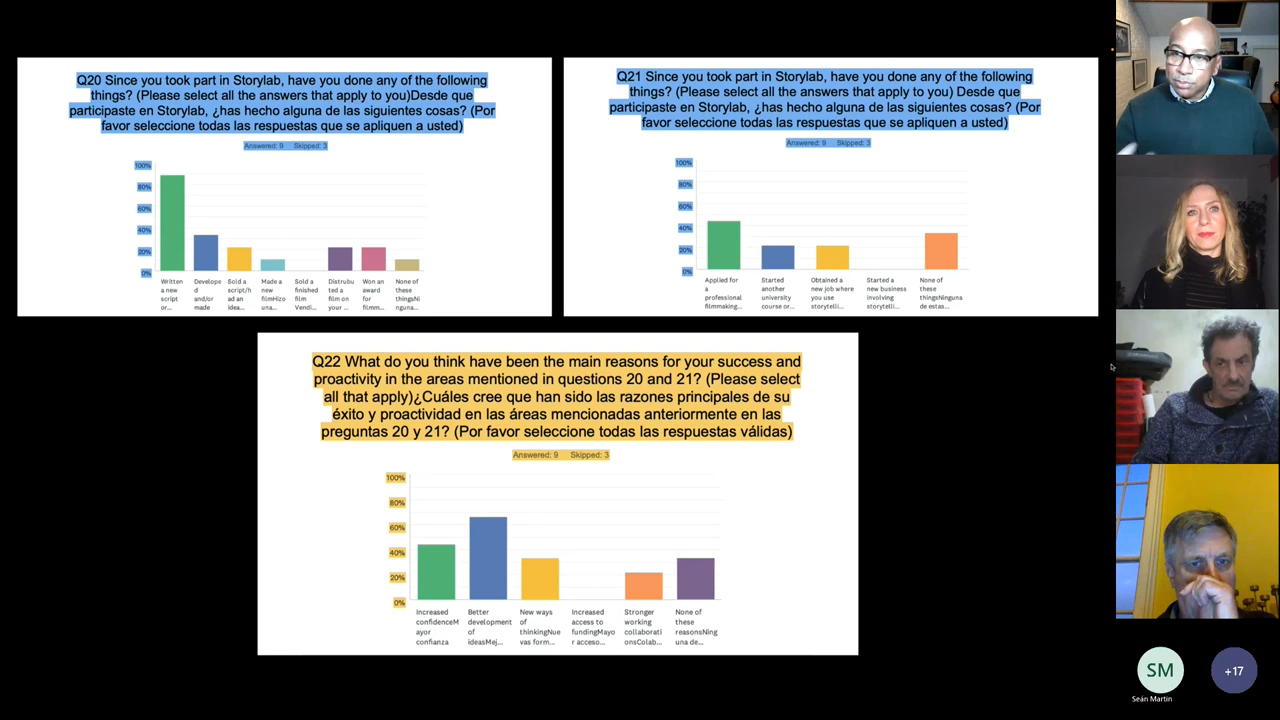 Q20 Since you took part in Storylab, have you done any of the following
things? (Please select all the answers that apply to you)Desde que
participaste en Storylab, ¿has hecho alguna de las siguientes cosas? (Por
favor seleccione todas las respuestas que se apliquen a usted)
Answered: 9 Skipped: 3
100%
80%
60%
40%
20%
0%
Written
a new
script
or...
Develope
d
and/or
made
Sold a
script/h
ad an
idea...
Made a
new
filmHizo
una...
Sold a
finished
film
Vendi...
Distribu
ted a
film on
your ...
Won an
award
for
filmm...
None of
these
thingsNi
nguna...
Q21 Since you took part in Storylab, have you done any of the following
things? (Please select all the answers that apply to you) Desde que
participaste en Storylab, ¿has hecho alguna de las siguientes cosas? (Por
favor seleccione todas las respuestas que se apliquen a usted)
Answered: 9 Skipped: 3
100%
80%
60%
40%
20%
0%
Applied for
a
professional
filmmaking...
Started
another
university
course or...
Obtained a
new job where
you use
storytelli...
Started a
new business
involving
storytelli...
None of
these
thingsNinguna
de estas...
Q22 What do you think have been the main reasons for your success and
proactivity in the areas mentioned in questions 20 and 21? (Please select
all that apply)¿Cuáles cree que han sido las razones principales de su
éxito y proactividad en las áreas mencionadas anteriormente en las
preguntas 20 y 21? (Por favor seleccione todas las respuestas válidas)
Answered: 9 Skipped: 3
100%
80%
60%
40%
20%
0%
Increased
confidenceM
ayor
confianza
Better
development
of
ideasMej...
New ways
of
thinkingNue
vas form...
Increased
access to
fundingMayo
r acceso...
Stronger
working
collaborati
onsColab...
None of
these
reasonsNing
una de...
SM
Seán Martin
+17